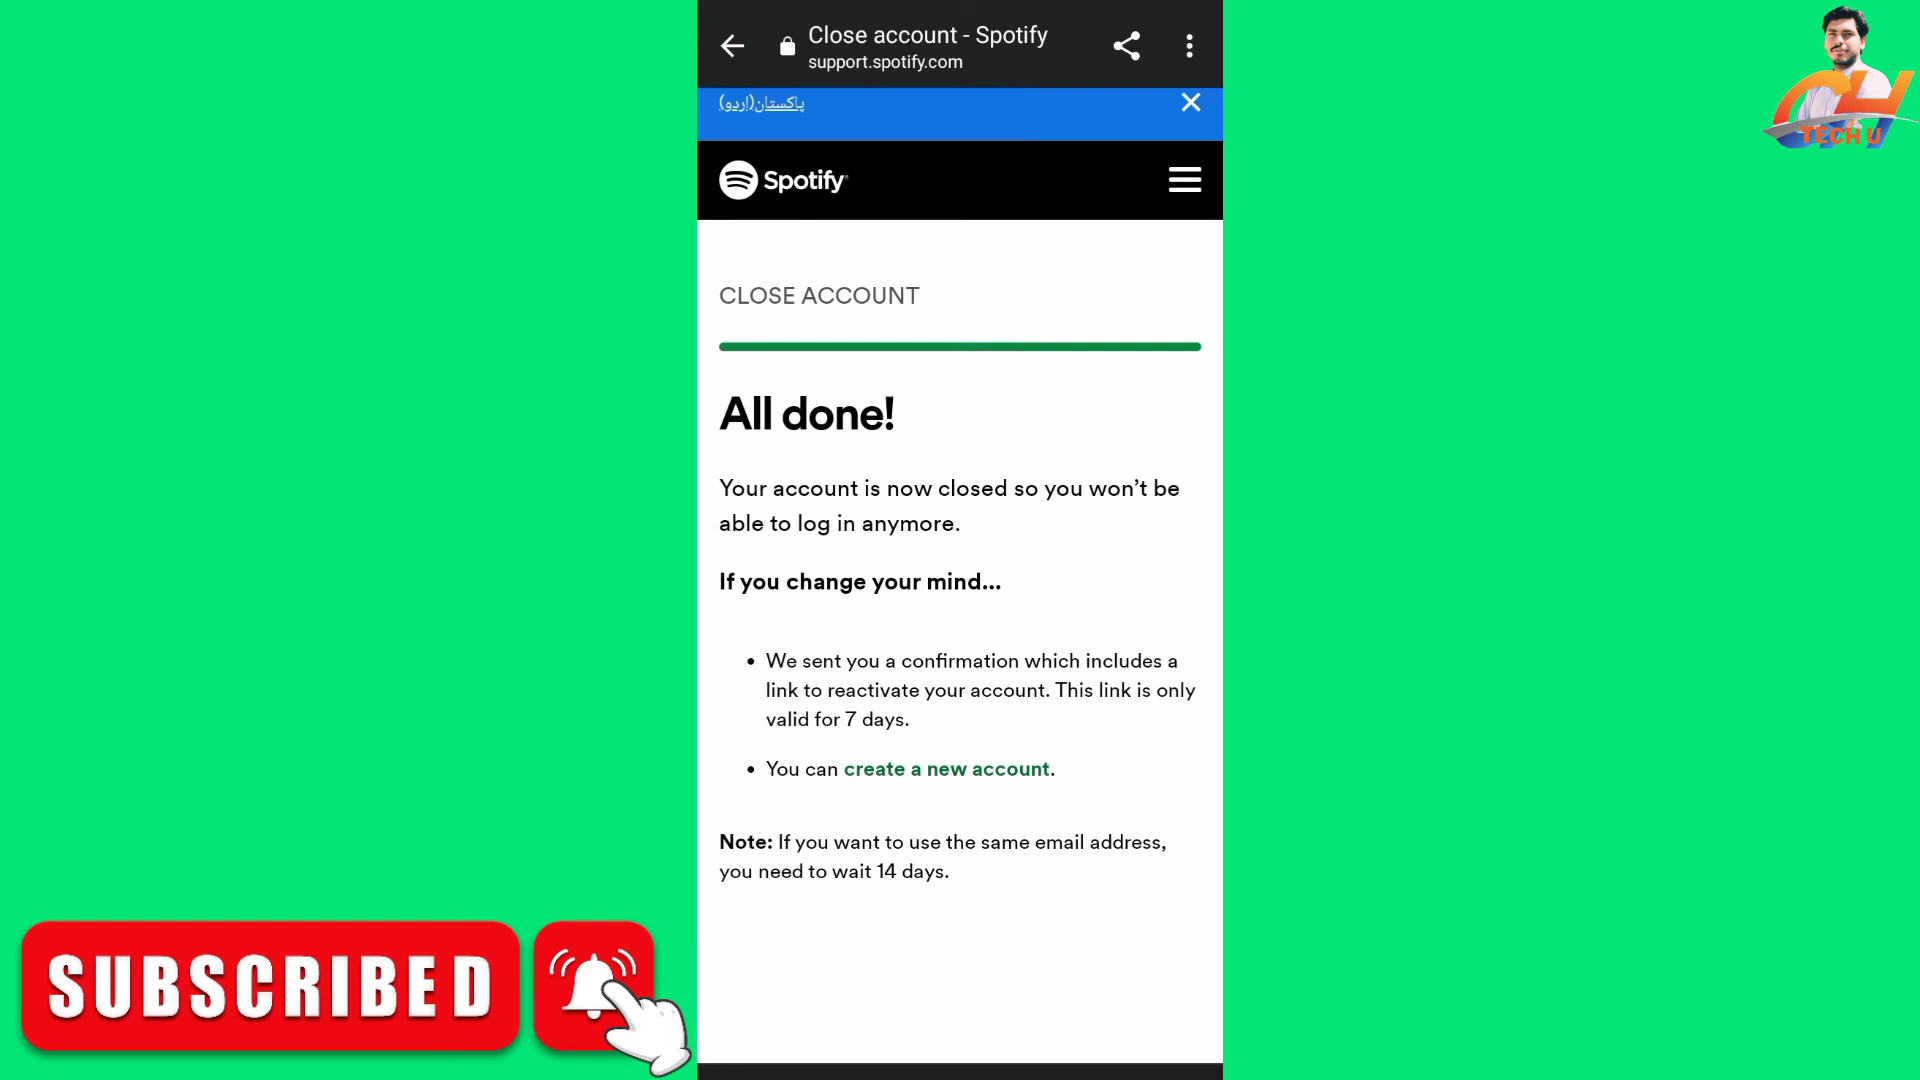 Close account - Spotify
support.spotify.com
پاکستان(اردو)
Spotify
CLOSE ACCOUNT
All done!
Your account is now closed so you won’t be
able to log in anymore.
If you change your mind...
• We sent you a confirmation which includes a
link to reactivate your account. This link is only
valid for 7 days.
• You can create a new account.
Note: If you want to use the same email address,
you need to wait 14 days.
SUBSCRIBED
CH
TECH U